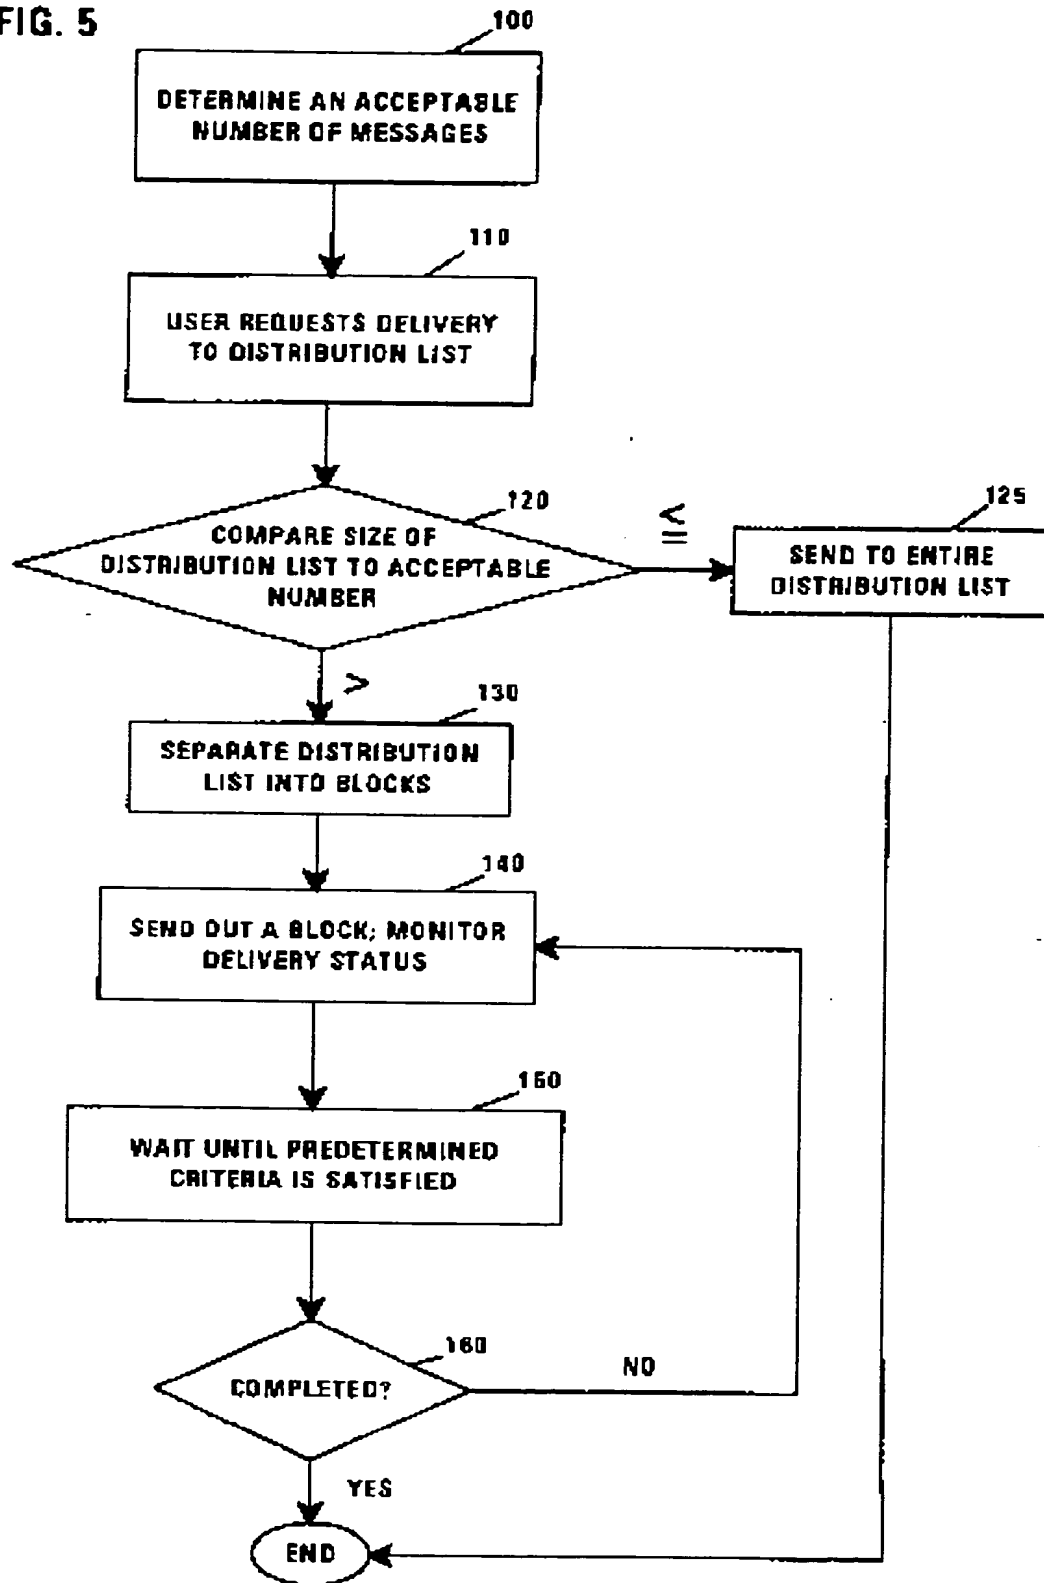 FIG. 5
100
DETERMINE AN ACCEPTABLE
NUMBER OF MESSAGES
110
USER REQUESTS DELIVERY
TO DISTRIBUTION LIST
120
COMPARE SIZE OF
DISTRIBUTION LIST TO ACCEPTABLE
NUMBER
≤
125
SEND TO ENTIRE
DISTRIBUTION LIST
>
130
SEPARATE DISTRIBUTION
LIST INTO BLOCKS
140
SEND OUT A BLOCK; MONITOR
DELIVERY STATUS
150
WAIT UNTIL PREDETERMINED
CRITERIA IS SATISFIED
160
COMPLETED?
NO
YES
END